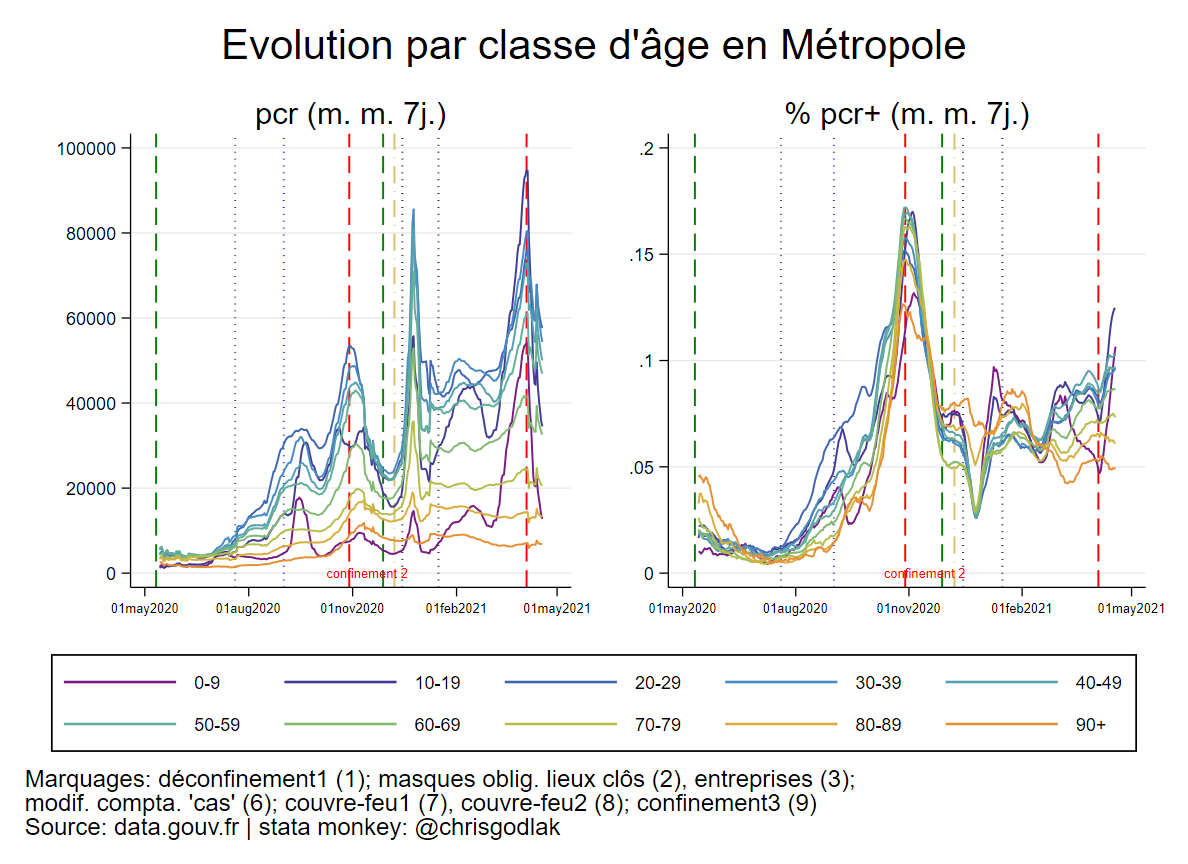 Evolution par classe d'âge en Métropole
pcr (m. m. 7j.)
100000
80000
60000
40000
20000
0
confinement 2
01may2020 01aug2020 01nov2020 01feb2021 01may2021
% pcr+ (m. m. 7j.)
.2
.15
.1
.05
0
confinement 2
01may2020 01aug2020 01nov2020 01feb2021 01may2021
0-9 10-19 20-29 30-39 40-49
50-59 60-69 70-79 80-89 90+
Marquages: déconfinement1 (1); masques oblig. lieux clôs (2), entreprises (3);
modif. compta. 'cas' (6); couvre-feu1 (7), couvre-feu2 (8); confinement3 (9)
Source: data.gouv.fr | stata monkey: @chrisgodlak